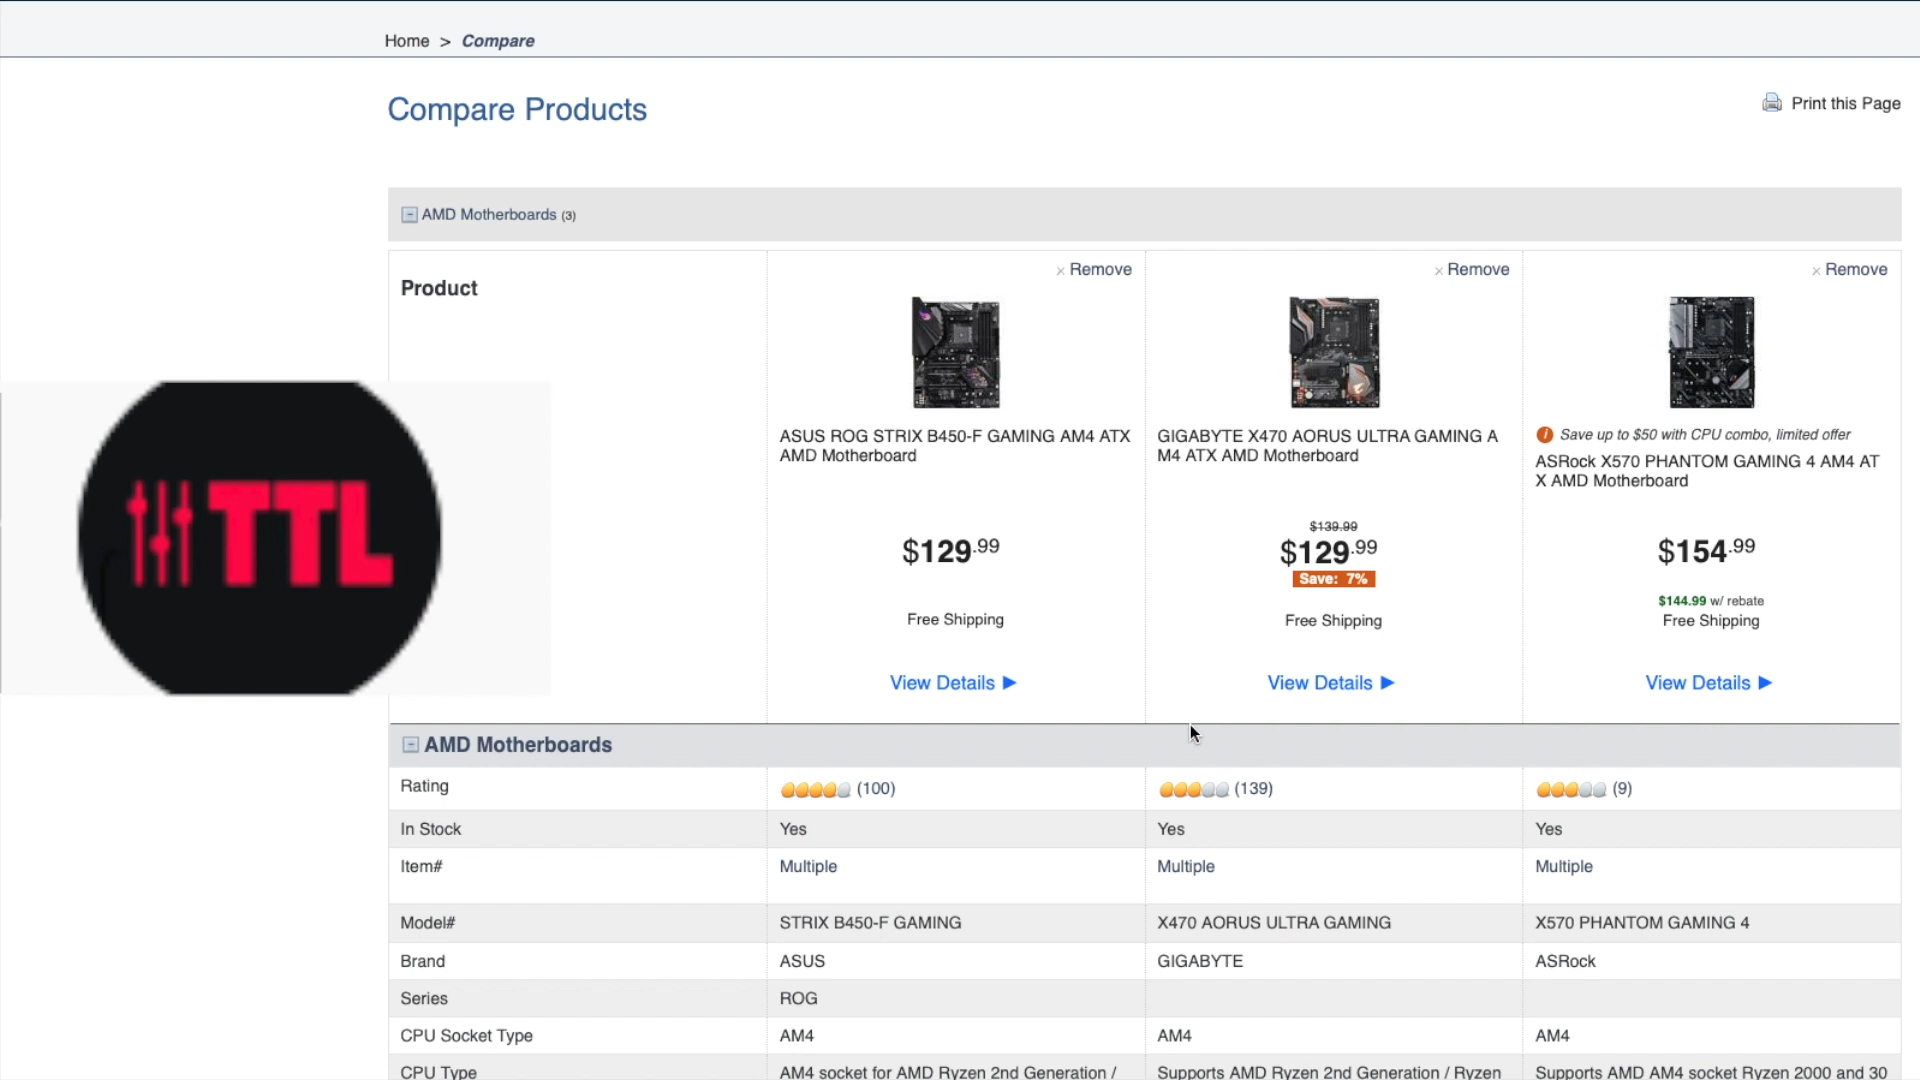 Home > Compare
Compare Products
Print this Page
AMD Motherboards (3)
Product
× Remove
× Remove
× Remove
TTL
ASUS ROG STRIX B450-F GAMING AM4 ATX
AMD Motherboard
GIGABYTE X470 AORUS ULTRA GAMING A
M4 ATX AMD Motherboard
Save up to $50 with CPU combo, limited offer
ASRock X570 PHANTOM GAMING 4 AM4 AT
X AMD Motherboard
$129.99
$139.99
$129.99
Save: 7%
$154.99
$144.99 w/ rebate
Free Shipping
Free Shipping
Free Shipping
View Details ▶
View Details ▶
View Details ▶
AMD Motherboards
Rating (100) (139) (9)
In Stock Yes Yes Yes
Item# Multiple Multiple Multiple
Model# STRIX B450-F GAMING X470 AORUS ULTRA GAMING X570 PHANTOM GAMING 4
Brand ASUS GIGABYTE ASRock
Series ROG
CPU Socket Type AM4 AM4 AM4
CPU Type AM4 socket for AMD Ryzen 2nd Generation / Supports AMD Ryzen 2nd Generation / Ryzen Supports AMD AM4 socket Ryzen 2000 and 30